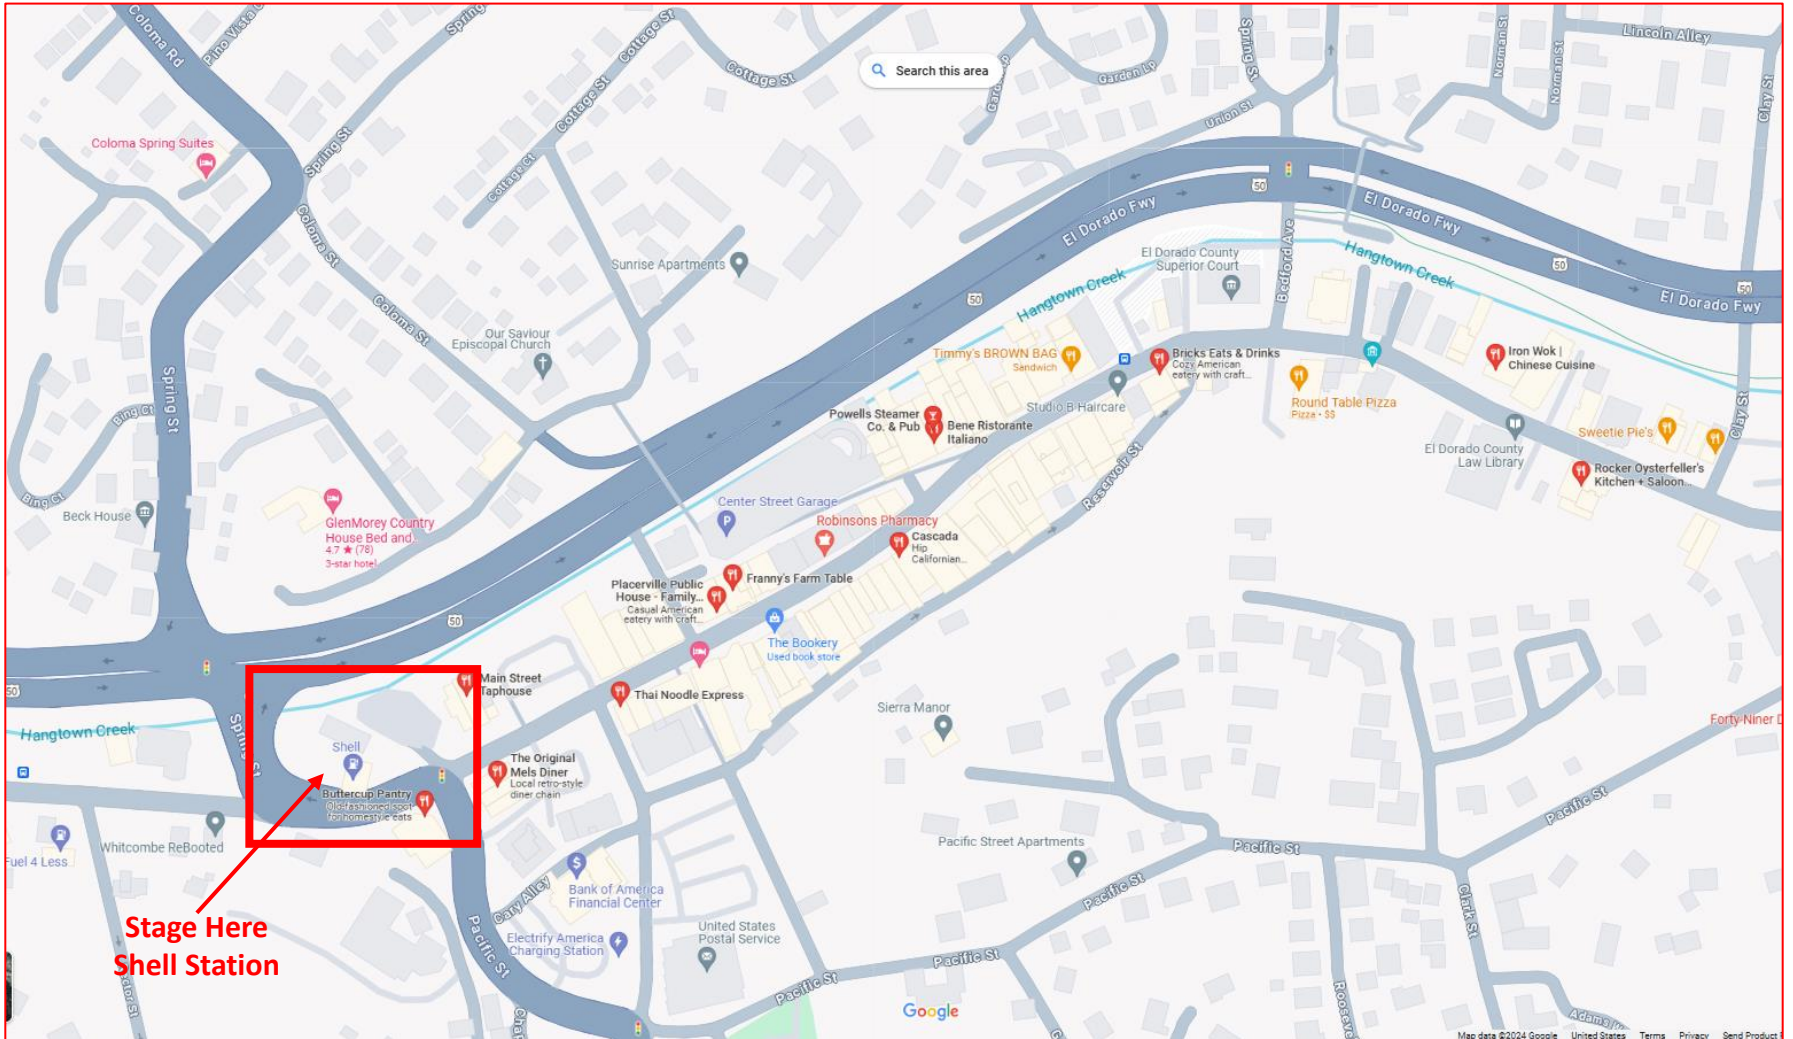 Coloma Rd
Pino Vista
Spring
Cottage St
Cottage St
Cottage St
Cottage Ct
Search this area
Garden Lp
Spring St
Union St
Norman St
Norman St
Lincoln Alley
Clay St
Coloma Spring Suites
Spring St
Coloma St
Coloma St
Sunrise Apartments
Our Saviour
Episcopal Church
El Dorado Fwy
50
El Dorado Fwy
50
El Dorado Fwy
50
50
Hangtown Creek
Hangtown Creek
El Dorado County
Superior Court
Bedford Ave
Spring St
Bing Ct
Bing Ct
Beck House
GlenMorey Country
House Bed and...
4.7 ★ (78)
3-star hotel
Timmy's BROWN BAG
Sandwich
Studio B Haircare
Bricks Eats & Drinks
Cozy American
eatery with craft...
Round Table Pizza
Pizza • $$
Iron Wok |
Chinese Cuisine
Sweetie Pie's
Clay St
El Dorado County
Law Library
Rocker Oysterfeller's
Kitchen + Saloon...
Powells Steamer
Co. & Pub
Bene Ristorante
Italiano
Reservoir St
Center Street Garage
Robinsons Pharmacy
Cascada
Hip
Californian...
Franny's Farm Table
Placerville Public
House - Family...
Casual American
eatery with craft...
The Bookery
Used book store
50
50
Main Street
Taphouse
Thai Noodle Express
Sierra Manor
Forty Niner
Hangtown Creek
Spring St
Shell
The Original
Mels Diner
Local retro-style
diner chain
Buttercup Pantry
Old-fashioned spot
for homestyle eats
Fuel 4 Less
Whitcombe ReBooted
Cary Alley
Bank of America
Financial Center
Electrify America
Charging Station
United States
Postal Service
Pacific Street Apartments
Pacific St
Pacific St
Pacific St
Pacific St
Pacific St
Pacific St
Clark St
Stage Here
Shell Station
Google
Map data ©2024 Google United States Terms Privacy Send Product